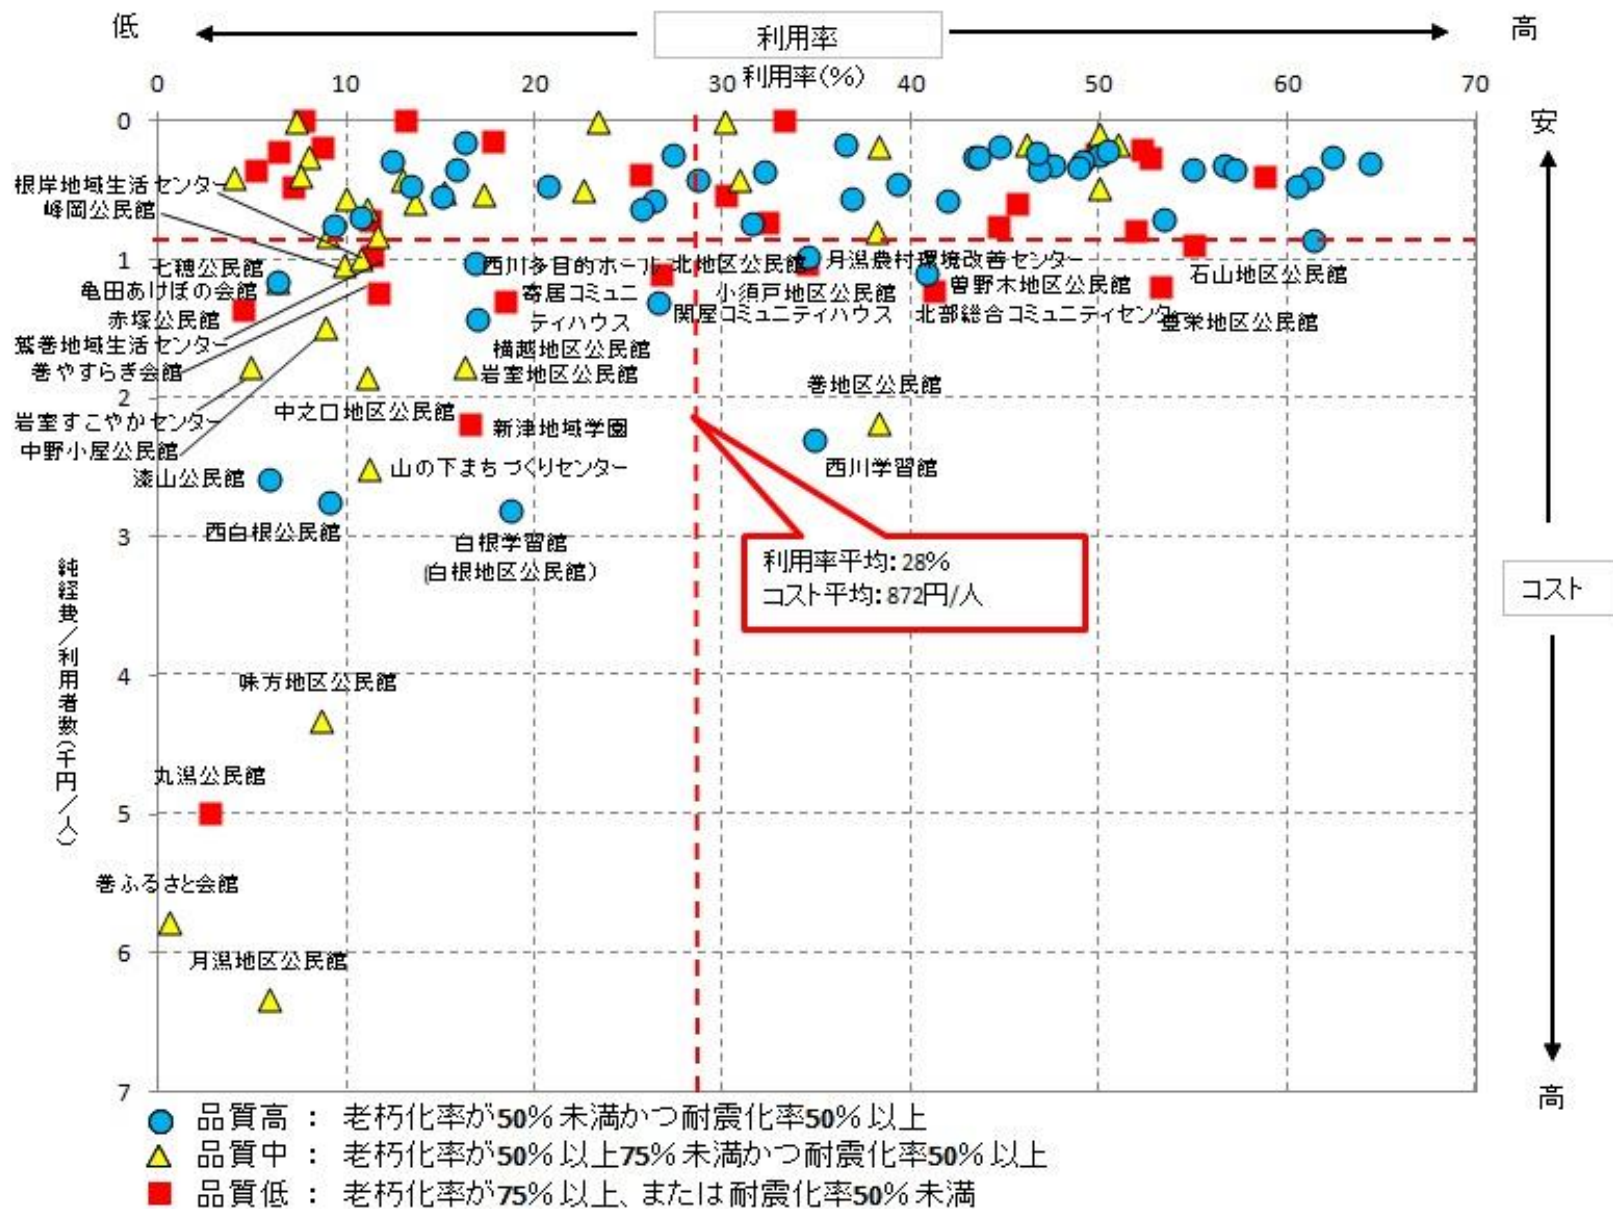 低
利用率
高
利用率(%)
0 10 20 30 40 50 60 70
0
安
根岸地域生活センター
峰岡公民館
1
七穂公民館
西川多目的ホール
北地区公民館
月潟農村環境改善センター
石山地区公民館
亀田あけぼの会館
寄居コミュニ
ティハウス
小須戸地区公民館
曽野木地区公民館
赤塚公民館
関屋コミュニティハウス
北部総合コミュニティセンター
豊栄地区公民館
鷲巻地域生活センター
横越地区公民館
巻やすらぎ会館
岩室地区公民館
巻地区公民館
2
岩室すこやかセンター
中之口地区公民館
新津地域学園
中野小屋公民館
漆山公民館
山の下まちづくりセンター
西川学習館
西白根公民館
3
白根学習館
(白根地区公民館)
利用率平均:28%
コスト平均:872円/人
コスト
純経費/利用者数(千円/人)
4
味方地区公民館
丸潟公民館
5
巻ふるさと会館
6
月潟地区公民館
7
高
品質高 : 老朽化率が50%未満かつ耐震化率50%以上
品質中 : 老朽化率が50%以上75%未満かつ耐震化率50%以上
品質低 : 老朽化率が75%以上、または耐震化率50%未満